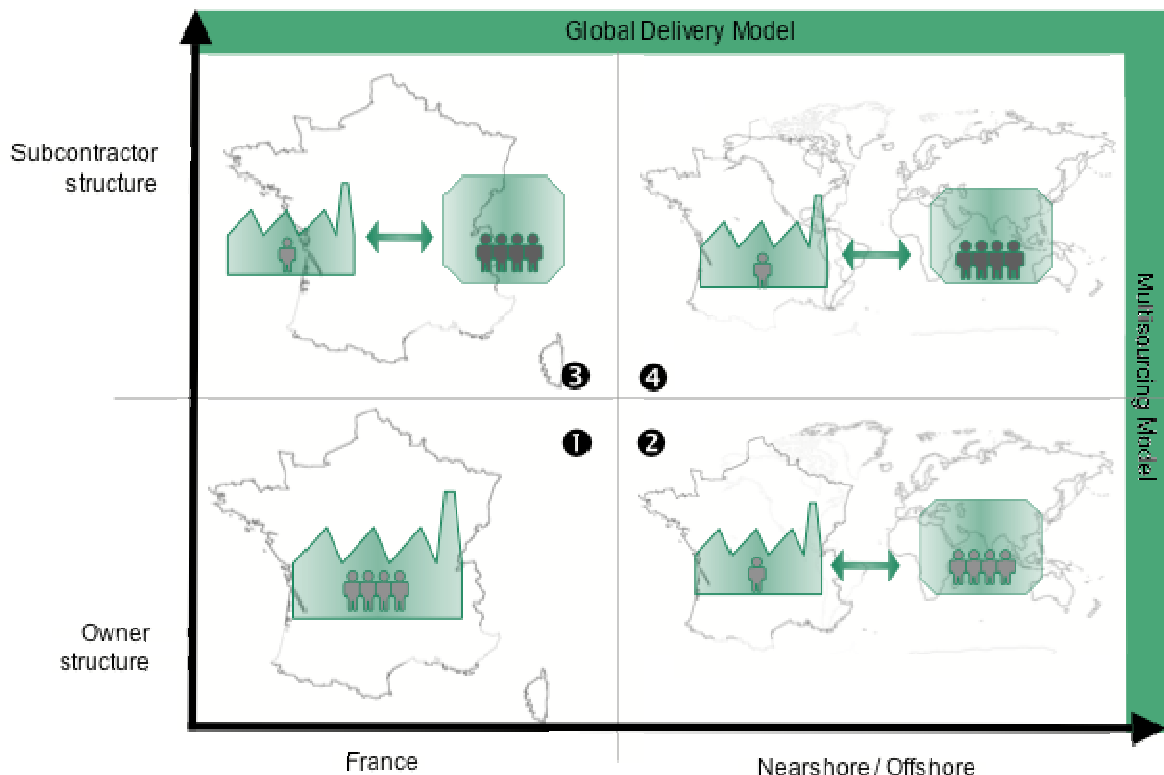 Global Delivery Model
Subcontractor
structure
Multisourcing Model
3
4
1
2
Owner
structure
France
Nearshore / Offshore